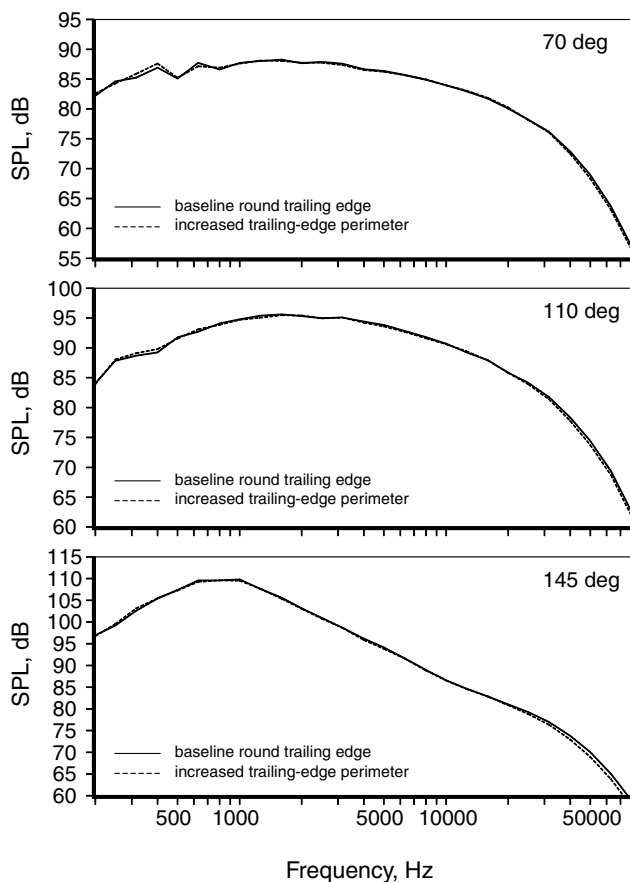 95
90
85
80
75
70
65
60
55
SPL, dB
70 deg
baseline round trailing edge
increased trailing-edge perimeter
100
95
90
85
80
75
70
65
60
SPL, dB
110 deg
baseline round trailing edge
increased trailing-edge perimeter
115
110
105
100
95
90
85
80
75
70
65
60
SPL, dB
145 deg
baseline round trailing edge
increased trailing-edge perimeter
500 1000 5000 10000 50000
Frequency, Hz